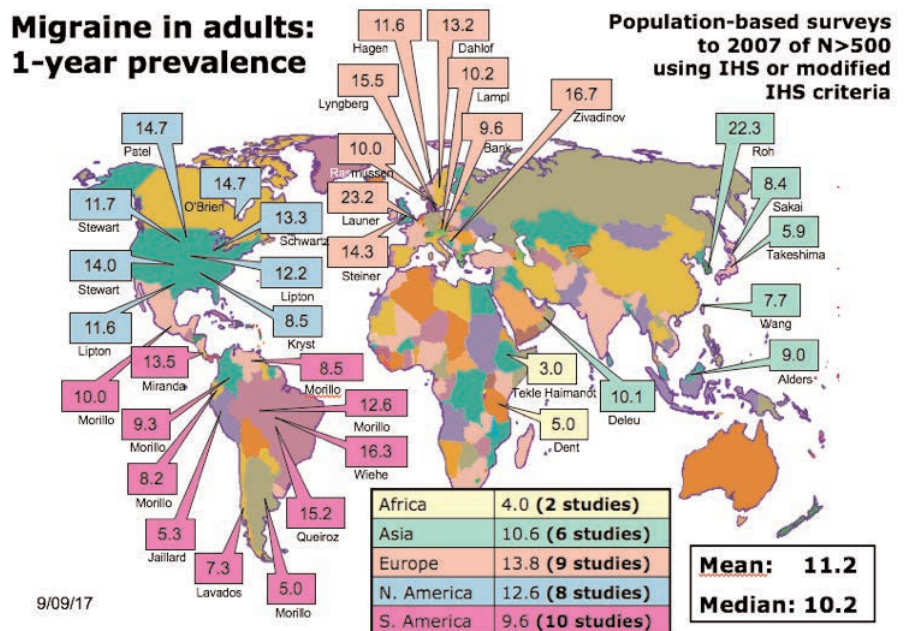 Migraine in adults:
1-year prevalence
Population-based surveys
to 2007 of N>500
using IHS or modified
IHS criteria
11.6
Hagen
13.2
Dahlof
15.5
Lyngberg
10.2
Lampl
16.7
Zivadinov
9.6
Bank
10.0
Rasmussen
23.2
Launer
14.3
Steiner
14.7
Patel
14.7
O'Brien
11.7
Stewart
13.3
Schwartz
14.0
Stewart
12.2
Lipton
11.6
Lipton
8.5
Kryst
22.3
Roh
8.4
Sakai
5.9
Takeshima
7.7
Wang
9.0
Alders
10.1
Deleu
3.0
Tekle Haimanot
5.0
Dent
13.5
Miranda
8.5
Morillo
10.0
Morillo
12.6
Morillo
9.3
Morillo
16.3
Wiehe
8.2
Morillo
15.2
Queiroz
5.3
Jaillard
7.3
Lavados
5.0
Morillo
Africa 4.0 (2 studies)
Asia 10.6 (6 studies)
Europe 13.8 (9 studies)
N. America 12.6 (8 studies)
S. America 9.6 (10 studies)
Mean: 11.2
Median: 10.2
9/09/17